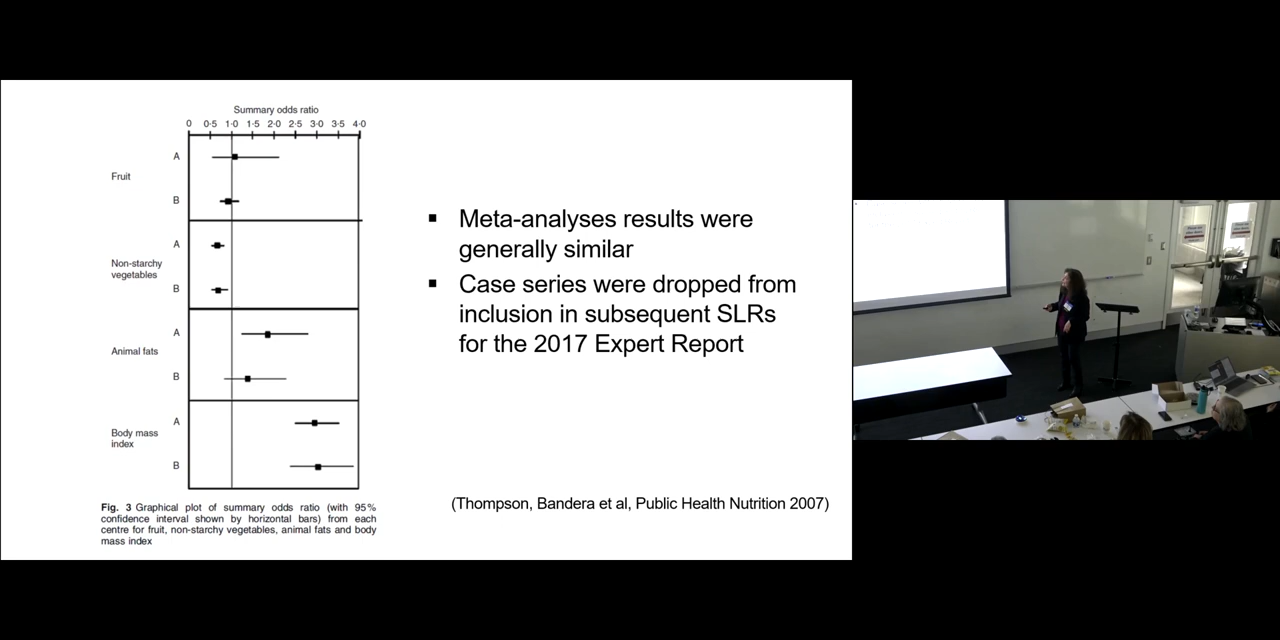 Summary odds ratio
0 0·5 1·0 1·5 2·0 2·5 3·0 3·5 4·0
A
Fruit
B
A
Non-starchy
vegetables
B
A
Animal fats
B
A
Body mass
index
B
Fig. 3 Graphical plot of summary odds ratio (with 95%
confidence interval shown by horizontal bars) from each
centre for fruit, non-starchy vegetables, animal fats and body
mass index
▪ Meta-analyses results were
generally similar
▪ Case series were dropped from
inclusion in subsequent SLRs
for the 2017 Expert Report
(Thompson, Bandera et al, Public Health Nutrition 2007)